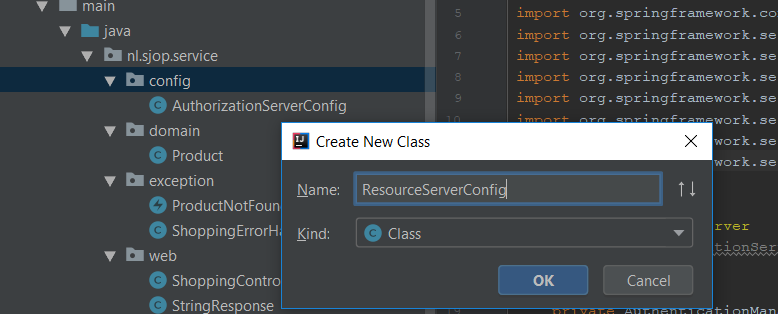 main
java
nl.sjop.service
config
AuthorizationServerConfig
domain
Product
exception
ProductNotFoun
ShoppingErrorHa
web
ShoppingContro
StringResponse
5 import org.springframework.co
6 import org.springframework.se
7 import org.springframework.se
8 import org.springframework.se
9 import org.springframework.se
10 import org.springframework.se
mework.se
mework.se
rver
tionSer
private AuthenticationMan
IJ Create New Class
Name: ResourceServerConfig
Kind: C Class
OK Cancel